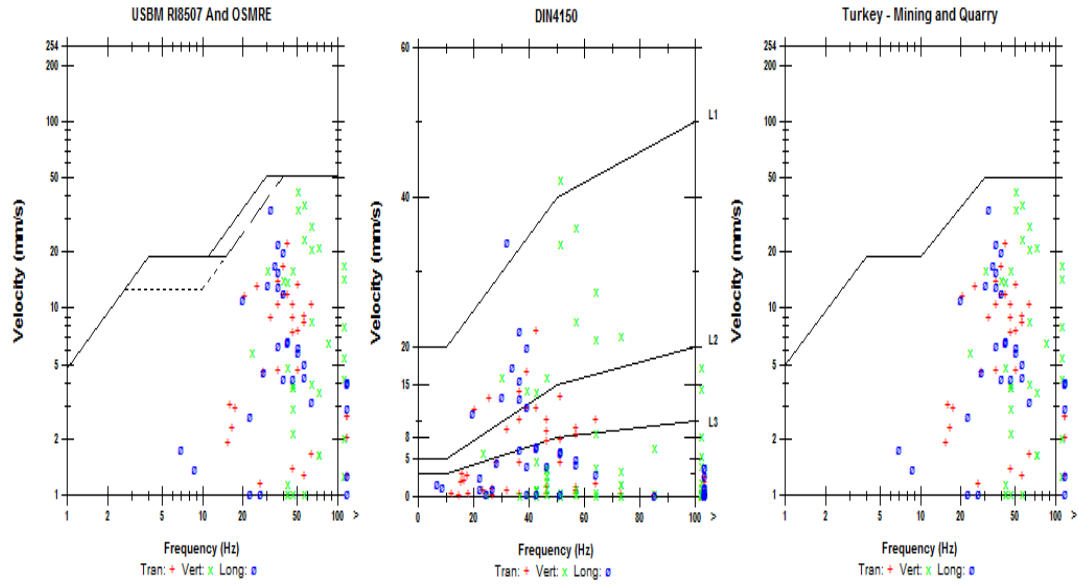 USBM RI8507 And OSMRE
DIN4150
Turkey - Mining and Quarry
Velocity (mm/s)
254
200
100
50
20
10
5
2
1
1 2 5 10 20 50 100 >
Frequency (Hz)
Tran: + Vert: x Long: ø
Velocity (mm/s)
60
40
20
15
8
5
0
0 20 40 60 80 100 >
L1
L2
L3
Frequency (Hz)
Tran: + Vert: x Long: ø
Velocity (mm/s)
254
200
100
50
20
10
5
2
1
1 2 5 10 20 50 100 >
Frequency (Hz)
Tran: + Vert: x Long: ø